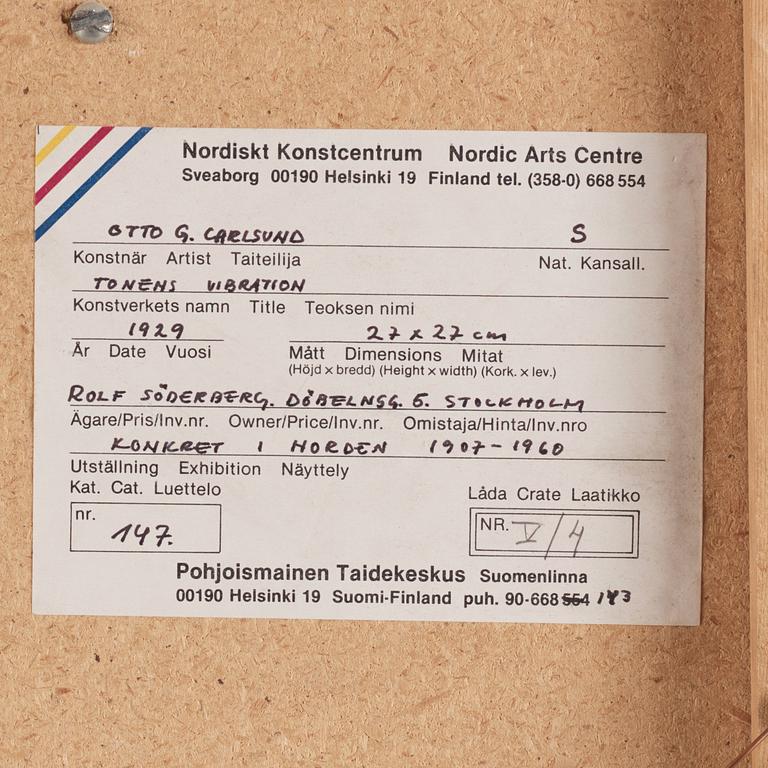 Nordiskt Konstcentrum Nordic Arts Centre
Sveaborg 00190 Helsinki 19 Finland tel. (358-0) 668 554
OTTO G. CARLSUND S
Konstnär Artist Taiteilija Nat. Kansall.
TONENS VIBRATION
Konstverkets namn Title Teoksen nimi
1929 27 x 27 cm
År Date Vuosi Mått Dimensions Mitat
(Höjd x bredd) (Height x width) (Kork. x lev.)
ROLF SÖDERBERG. DÖBELNSG. 5. STOCKHOLM
Ägare/Pris/Inv.nr. Owner/Price/Inv.nr. Omistaja/Hinta/Inv.nro
KONKRET I NORDEN 1907-1960
Utställning Exhibition Näyttely
Kat. Cat. Luettelo Låda Crate Laatikko
nr. 147. NR. V/4
Pohjoismainen Taidekeskus Suomenlinna
00190 Helsinki 19 Suomi-Finland puh. 90-668 554 143